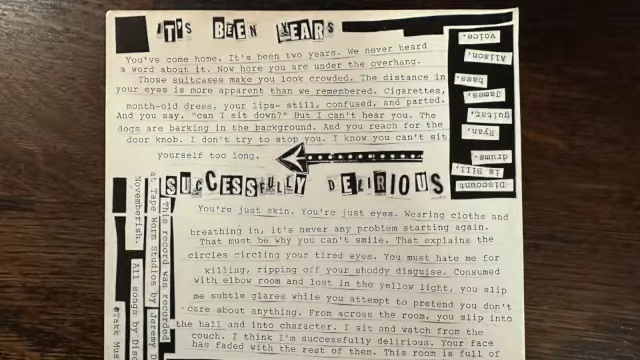 IT'S BEEN YEARS
You've come home. It's been two years. We never heard
a word about it. Now here you are under the overhang.
Those suitcases make you look crowded. The distance in
your eyes is more apparent than we remembered. Cigarettes,
month-old dress, your lips- still, confused, and parted.
And you say, "can I sit down?" But I can't hear you. The
dogs are barking in the background. And you reach for the
door knob. I don't try to stop you. I know you can't sit
yourself too long.
SUCCESSFULLY DELIRIOUS
You're just skin. You're just eyes. Wearing cloths and
breathing in, it's never any problem starting again.
That must be why you can't smile. That explains the
circles circling your tired eyes. You must hate me for
killing, ripping off your shoddy disguise. Consumed
with elbow room and lost in the yellow light, you slip
me subtle glares while you attempt to pretend you don't
care about anything. From across the room, you slip into
the hall and into character. I sit and watch from the
couch. I think I'm successfully delirious. Your face
has faded with the rest of them. This room is full of
Discount
is Bill,
drums.
Ryan,
guitar.
James,
bass.
Alison,
voice.
This record was recorded
at Tape Worm Studios by Jeremy D
Novemberish. All songs by Disc
Takk Mus